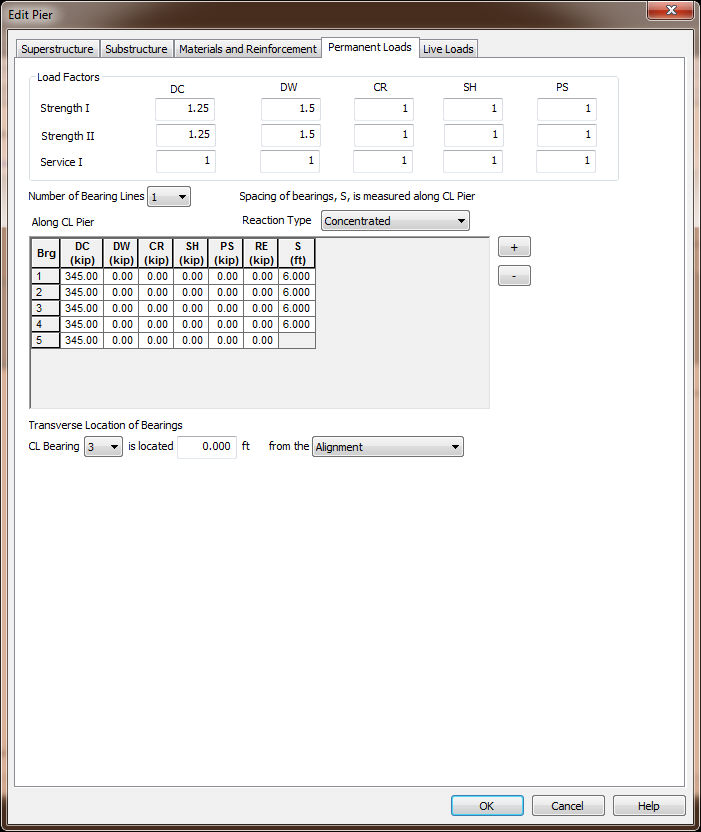 Edit Pier
Superstructure Substructure Materials and Reinforcement Permanent Loads Live Loads
Load Factors
DC DW CR SH PS
Strength I 1.25 1.5 1 1 1
Strength II 1.25 1.5 1 1 1
Service I 1 1 1 1 1
Number of Bearing Lines 1 Spacing of bearings, S, is measured along CL Pier
Along CL Pier Reaction Type Concentrated
Brg DC (kip) DW (kip) CR (kip) SH (kip) PS (kip) RE (kip) S (ft)
1 345.00 0.00 0.00 0.00 0.00 0.00 6.000
2 345.00 0.00 0.00 0.00 0.00 0.00 6.000
3 345.00 0.00 0.00 0.00 0.00 0.00 6.000
4 345.00 0.00 0.00 0.00 0.00 0.00 6.000
5 345.00 0.00 0.00 0.00 0.00 0.00
+
-
Transverse Location of Bearings
CL Bearing 3 is located 0.000 ft from the Alignment
OK Cancel Help